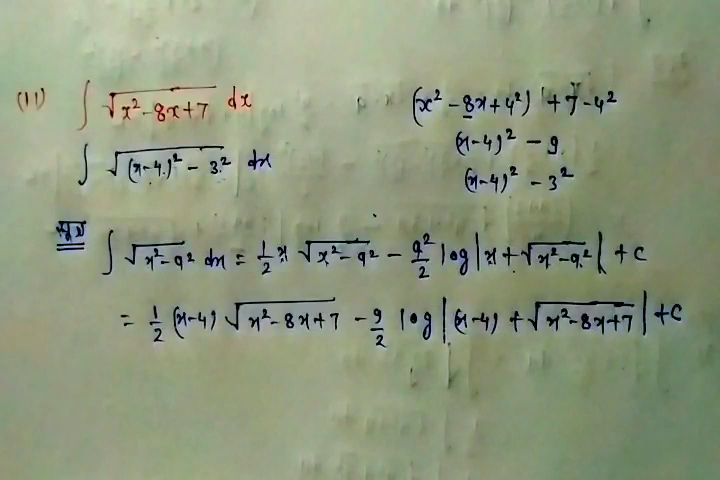 (11) ∫ √x²-8x+7 dx
(x²-8x+4²)+7-4²
(x-4)²-9
∫ √(x-4)²-3² dx
(x-4)²-3²
सूत्र ∫ √x²-a² dx = 1/2 x √x²-a² - a²/2 log|x+√x²-a²|+c
= 1/2 (x-4) √x²-8x+7 - 9/2 log|(x-4)+√x²-8x+7|+c